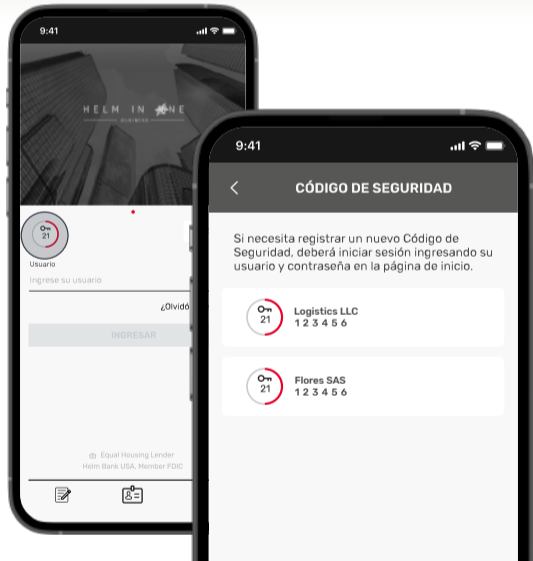 9:41
HELM IN ONE
BUSINESS
21
Usuario
Ingrese su usuario
¿Olvidó
INGRESAR
Equal Housing Lender
Helm Bank USA, Member FDIC
9:41
CÓDIGO DE SEGURIDAD
Si necesita registrar un nuevo Código de
Seguridad, deberá iniciar sesión ingresando su
usuario y contraseña en la página de inicio.
21
Logistics LLC
1 2 3 4 5 6
21
Flores SAS
1 2 3 4 5 6